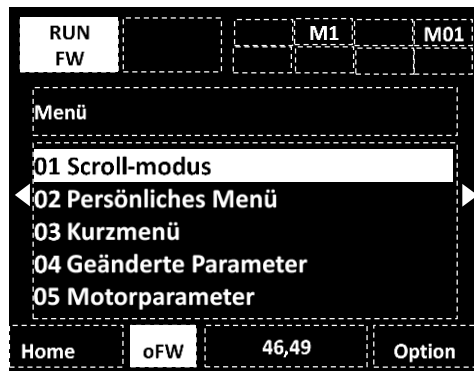 RUN M1 M01
FW
Menü
01 Scroll-modus
02 Persönliches Menü
03 Kurzmenü
04 Geänderte Parameter
05 Motorparameter
Home oFW 46,49 Option